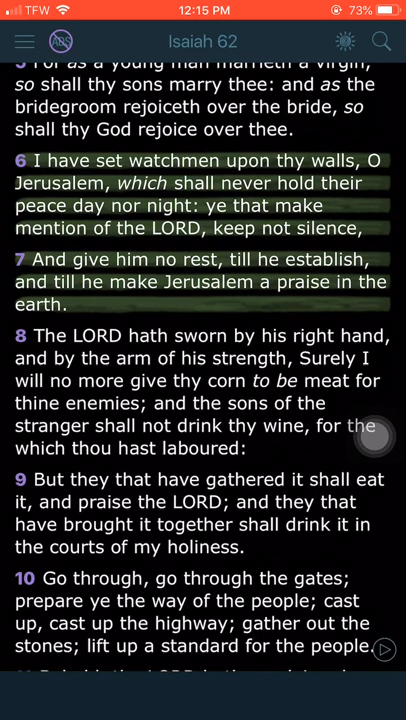 TFW 12:15 PM 73%
ABS Isaiah 62
5 For as a young man marrieth a virgin,
so shall thy sons marry thee: and as the
bridegroom rejoiceth over the bride, so
shall thy God rejoice over thee.
6 I have set watchmen upon thy walls, O
Jerusalem, which shall never hold their
peace day nor night: ye that make
mention of the LORD, keep not silence,
7 And give him no rest, till he establish,
and till he make Jerusalem a praise in the
earth.
8 The LORD hath sworn by his right hand,
and by the arm of his strength, Surely I
will no more give thy corn to be meat for
thine enemies; and the sons of the
stranger shall not drink thy wine, for the
which thou hast laboured:
9 But they that have gathered it shall eat
it, and praise the LORD; and they that
have brought it together shall drink it in
the courts of my holiness.
10 Go through, go through the gates;
prepare ye the way of the people; cast
up, cast up the highway; gather out the
stones; lift up a standard for the people.